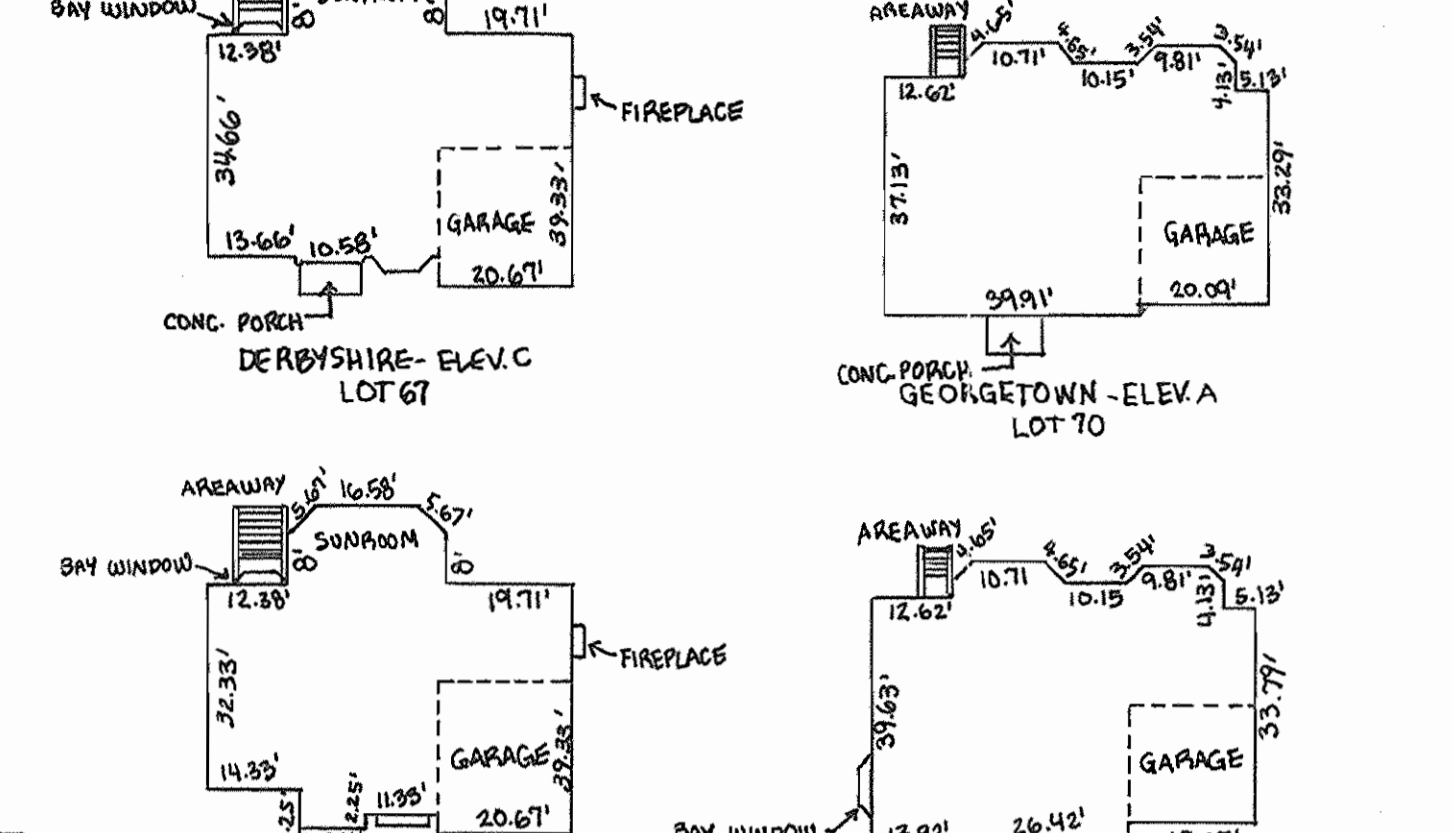 BAY WINDOW
8'
8'
19.71'
12.38'
FIREPLACE
34.66'
GARAGE
39.33'
13.66'
10.58'
20.67'
CONC. PORCH
DERBYSHIRE- ELEV. C
LOT 67
AREAWAY
4.65'
10.71'
4.65'
3.54'
9.81'
3.54'
12.62'
10.15'
4.13'
5.13'
37.13'
33.29'
GARAGE
39.91'
20.09'
CONC. PORCH
GEORGETOWN - ELEV. A
LOT 70
AREAWAY
5.67'
16.58'
5.67'
BAY WINDOW
8'
SUNROOM
8'
12.38'
19.71'
FIREPLACE
32.33'
GARAGE
39.33'
14.33'
2.25'
11.33'
20.67'
AREAWAY
4.65'
10.71
4.65'
3.54'
9.81'
3.54'
12.62'
10.15
4.13'
5.13'
39.63'
33.79'
GARAGE
BAY WINDOW
26.42'